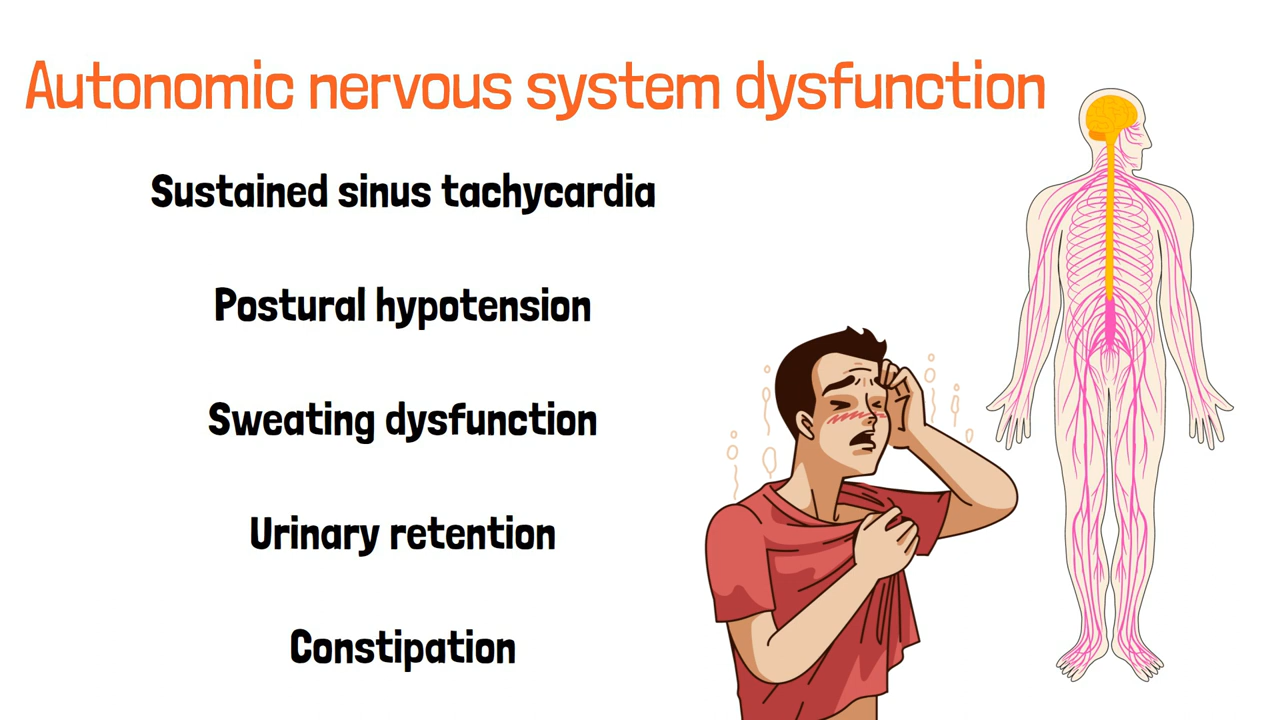 Autonomic nervous system dysfunction
Sustained sinus tachycardia
Postural hypotension
Sweating dysfunction
Urinary retention
Constipation